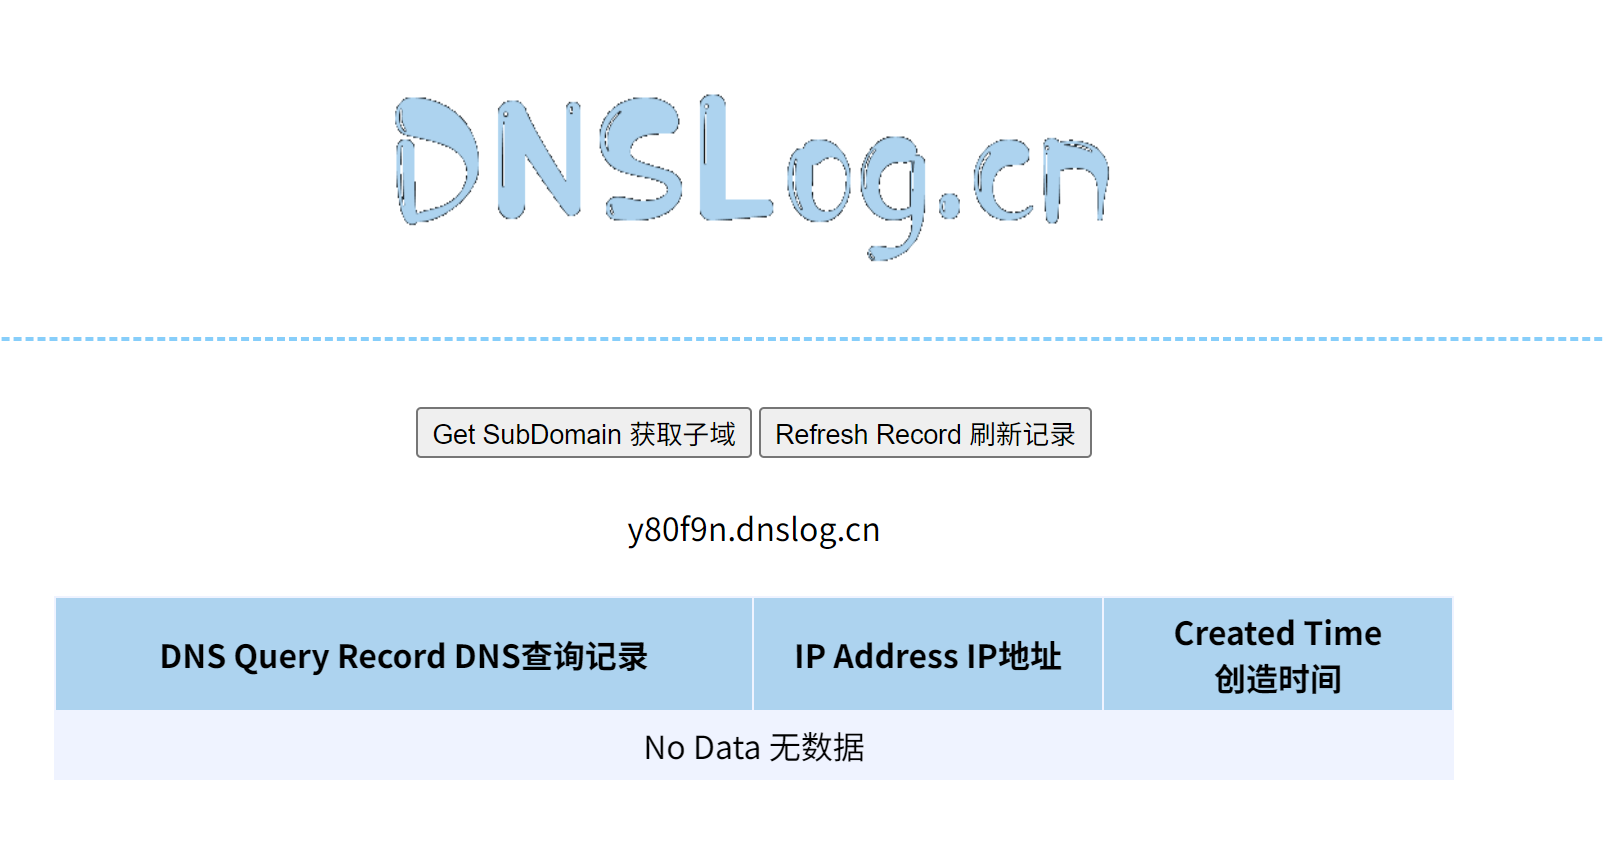 DNSLog.cn
Get SubDomain 获取子域 Refresh Record 刷新记录
y80f9n.dnslog.cn
DNS Query Record DNS查询记录 IP Address IP地址 Created Time
创造时间
No Data 无数据